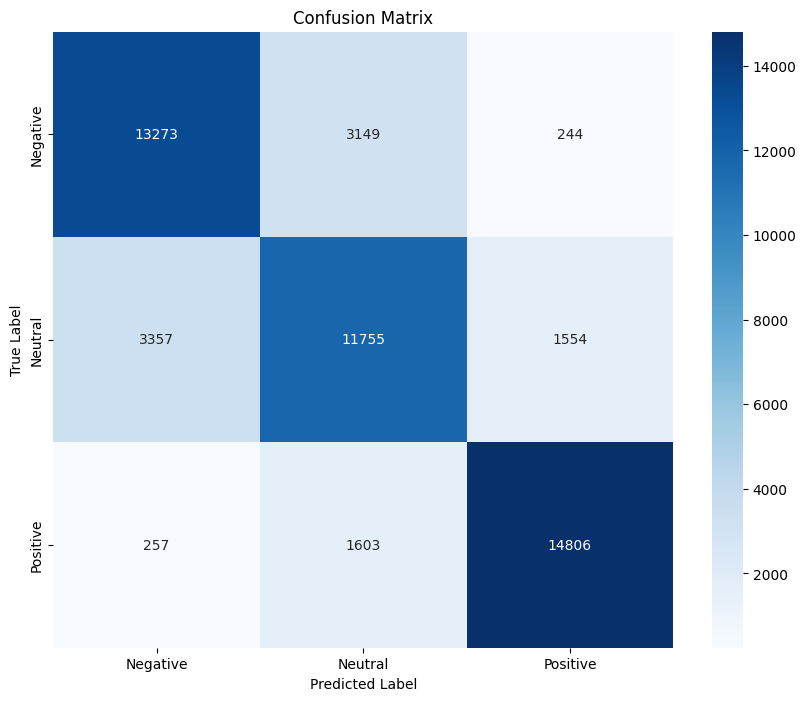 Confusion Matrix
Negative
13273 3149 244
True Label
Neutral
3357 11755 1554
Positive
257 1603 14806
Negative Neutral Positive
Predicted Label
14000
12000
10000
8000
6000
4000
2000